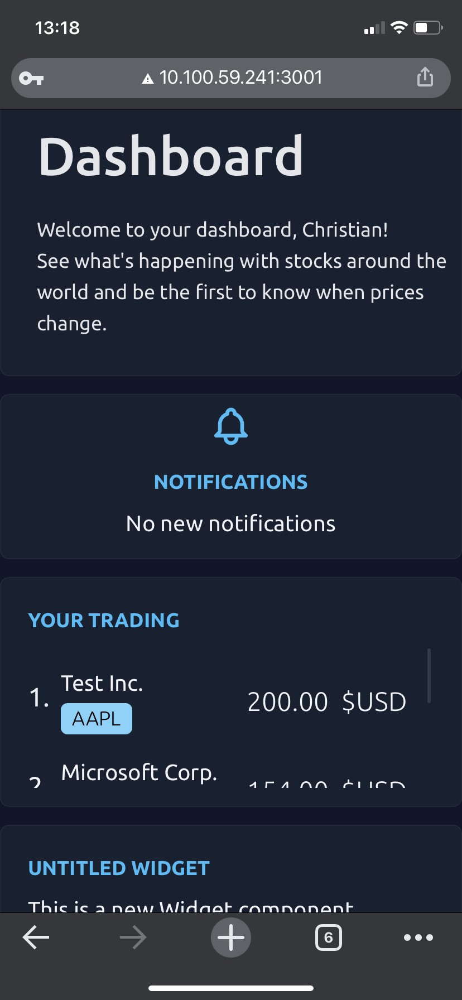 13:18
10.100.59.241:3001
Dashboard
Welcome to your dashboard, Christian!
See what's happening with stocks around the
world and be the first to know when prices
change.
NOTIFICATIONS
No new notifications
YOUR TRADING
1. Test Inc. 200.00 $USD
AAPL
2. Microsoft Corp. 154.00 $USD
UNTITLED WIDGET
This is a new Widget component
6